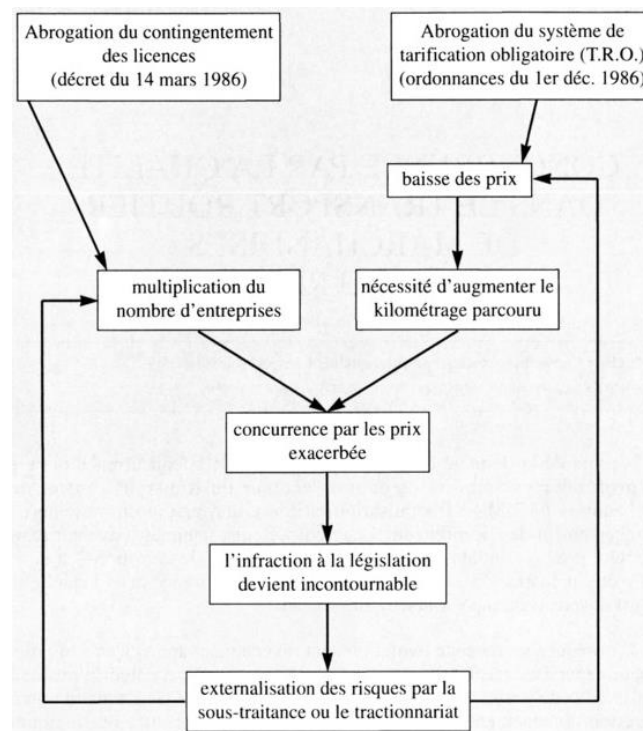 Abrogation du contingentement
des licences
(décret du 14 mars 1986)
Abrogation du système de
tarification obligatoire (T.R.O.)
(ordonnances du 1er déc. 1986)
baisse des prix
multiplication du
nombre d'entreprises
nécessité d'augmenter le
kilométrage parcouru
concurrence par les prix
exacerbée
l'infraction à la législation
devient incontournable
externalisation des risques par la
sous-traitance ou le tractionnariat